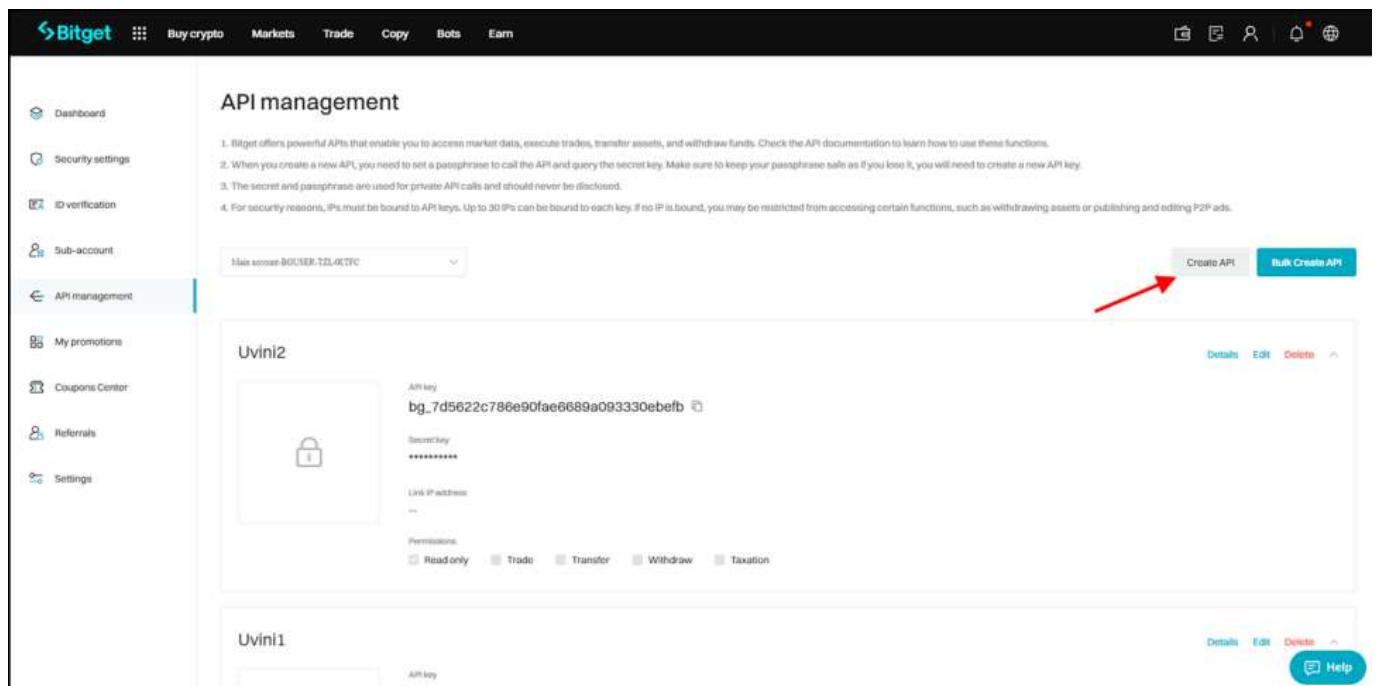 Bitget Buy crypto Markets Trade Copy Bots Earn
Dashboard
Security settings
ID verification
Sub-account
API management
My promotions
Coupons Center
Referrals
Settings
API management
1. Bitget offers powerful APIs that enable you to access market data, execute trades, transfer assets, and withdraw funds. Check the API documentation to learn how to use these functions.
2. When you create a new API, you need to set a passphrase to call the API and query the secret key. Make sure to keep your passphrase safe as if you lose it, you will need to create a new API key.
3. The secret and passphrase are used for private API calls and should never be disclosed.
4. For security reasons, IPs must be bound to API keys. Up to 30 IPs can be bound to each key. If no IP is bound, you may be restricted from accessing certain functions, such as withdrawing assets or publishing and editing P2P ads.
Main account Create API Bulk Create API
Uvini2 Details Edit Delete
API key
bg_7d5622c786e90fae6689a093330ebefb
Secret key
**********
Link IP address
--
Permissions
Read only Trade Transfer Withdraw Taxation
Uvini1 Details Edit Delete
API key
Help